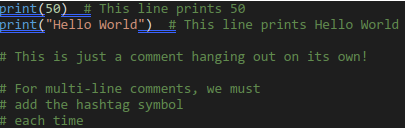 print(50)  # This line prints 50
print("Hello World")  # This line prints Hello World
# This is just a comment hanging out on its own!
# For multi-line comments, we must
# add the hashtag symbol
# each time